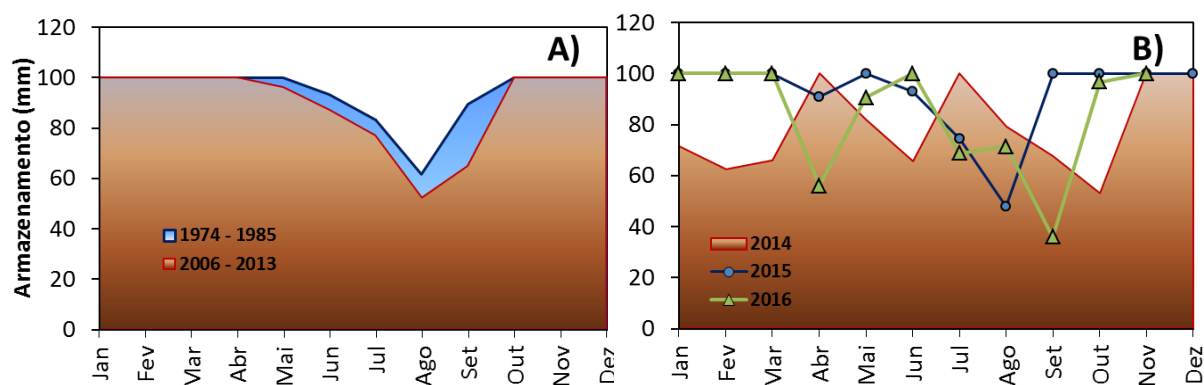 Armazenamento (mm)
120
100
80
60
40
20
0
A)
1974 - 1985
2006 - 2013
Jan
Fev
Mar
Abr
Mai
Jun
Jul
Ago
Set
Out
Nov
Dez
120
100
80
60
40
20
0
B)
2014
2015
2016
Jan
Fev
Mar
Abr
Mai
Jun
Jul
Ago
Set
Out
Nov
Dez